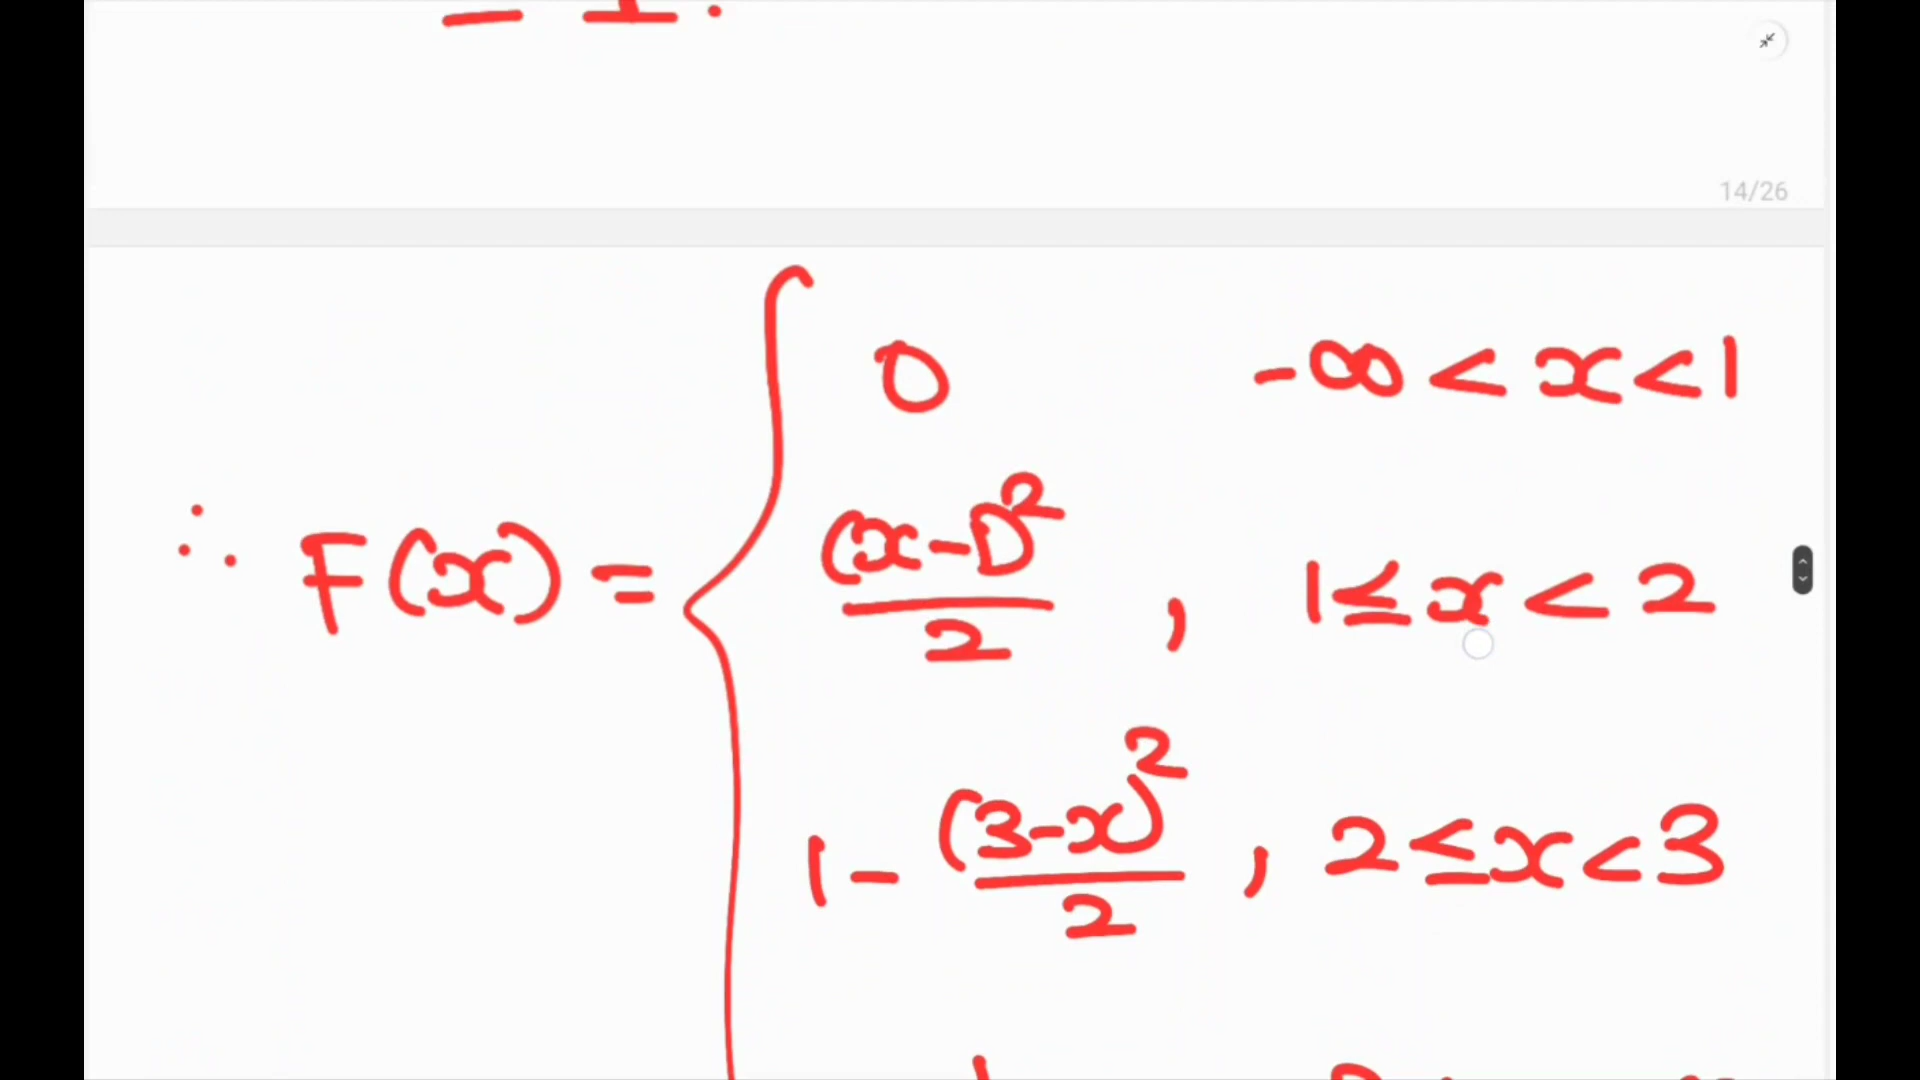 14/26
0 -∞ < x < 1
∴ F(x) = { (x-1)²/2 , 1 ≤ x < 2
1 - (3-x)²/2 , 2 ≤ x < 3